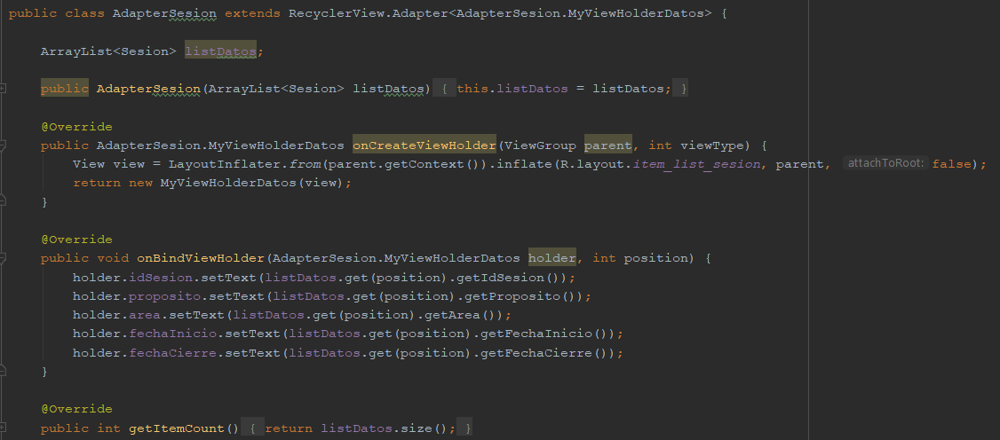 public class AdapterSesion extends RecyclerView.Adapter<AdapterSesion.MyViewHolderDatos> {
ArrayList<Sesion> listDatos;
public AdapterSesion(ArrayList<Sesion> listDatos) { this.listDatos = listDatos; }
@Override
public AdapterSesion.MyViewHolderDatos onCreateViewHolder(ViewGroup parent, int viewType) {
View view = LayoutInflater.from(parent.getContext()).inflate(R.layout.item_list_sesion, parent, attachToRoot: false);
return new MyViewHolderDatos(view);
}
@Override
public void onBindViewHolder(AdapterSesion.MyViewHolderDatos holder, int position) {
holder.idSesion.setText(listDatos.get(position).getIdSesion());
holder.proposito.setText(listDatos.get(position).getProposito());
holder.area.setText(listDatos.get(position).getArea());
holder.fechaInicio.setText(listDatos.get(position).getFechaInicio());
holder.fechaCierre.setText(listDatos.get(position).getFechaCierre());
}
@Override
public int getItemCount() { return listDatos.size(); }